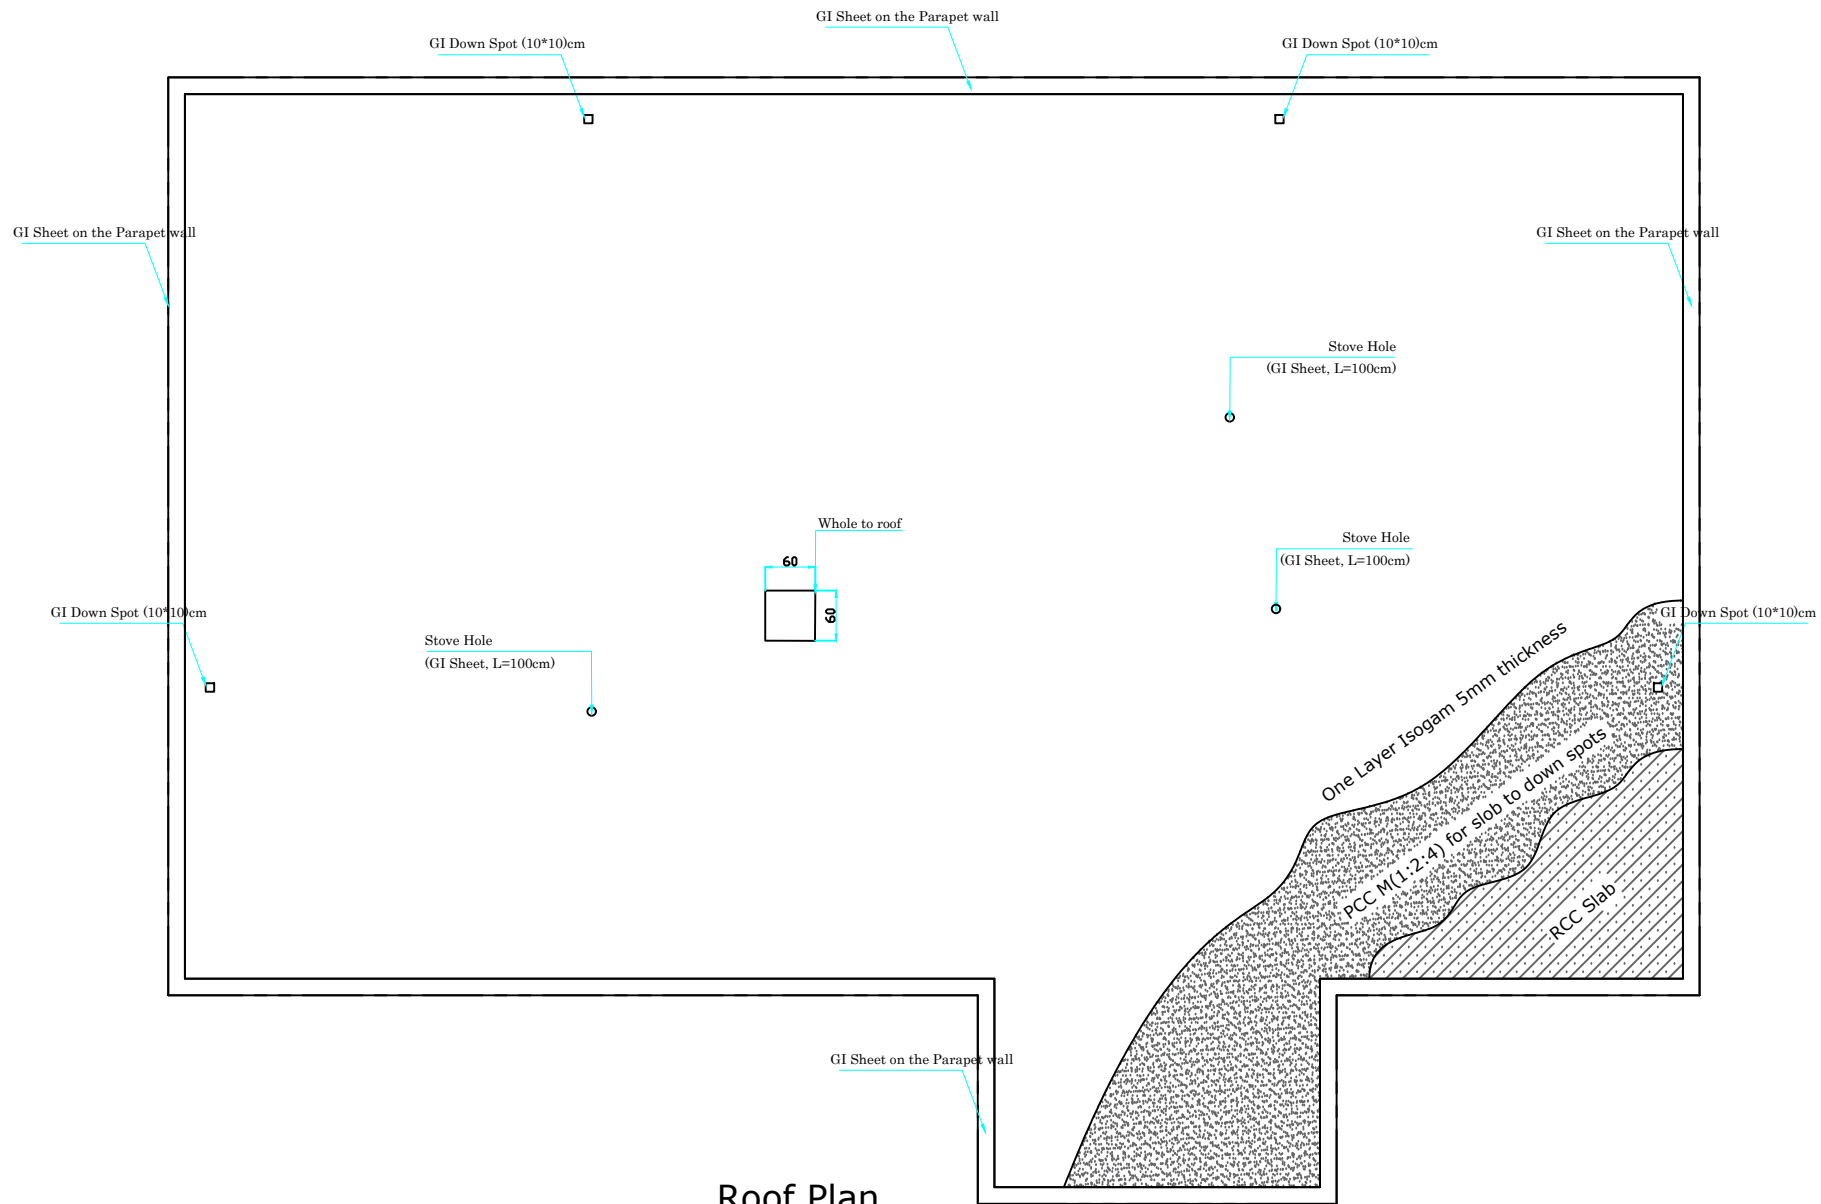 GI Sheet on the Parapet wall
GI Down Spot (10*10)cm
GI Down Spot (10*10)cm
GI Sheet on the Parapet wall
GI Sheet on the Parapet wall
Stove Hole
(GI Sheet, L=100cm)
Whole to roof
60
60
Stove Hole
(GI Sheet, L=100cm)
GI Down Spot (10*10)cm
GI Down Spot (10*10)cm
Stove Hole
(GI Sheet, L=100cm)
One Layer Isogam 5mm thickness
PCC M(1:2:4) for slob to down spots
RCC Slab
GI Sheet on the Parapet wall
Roof Plan